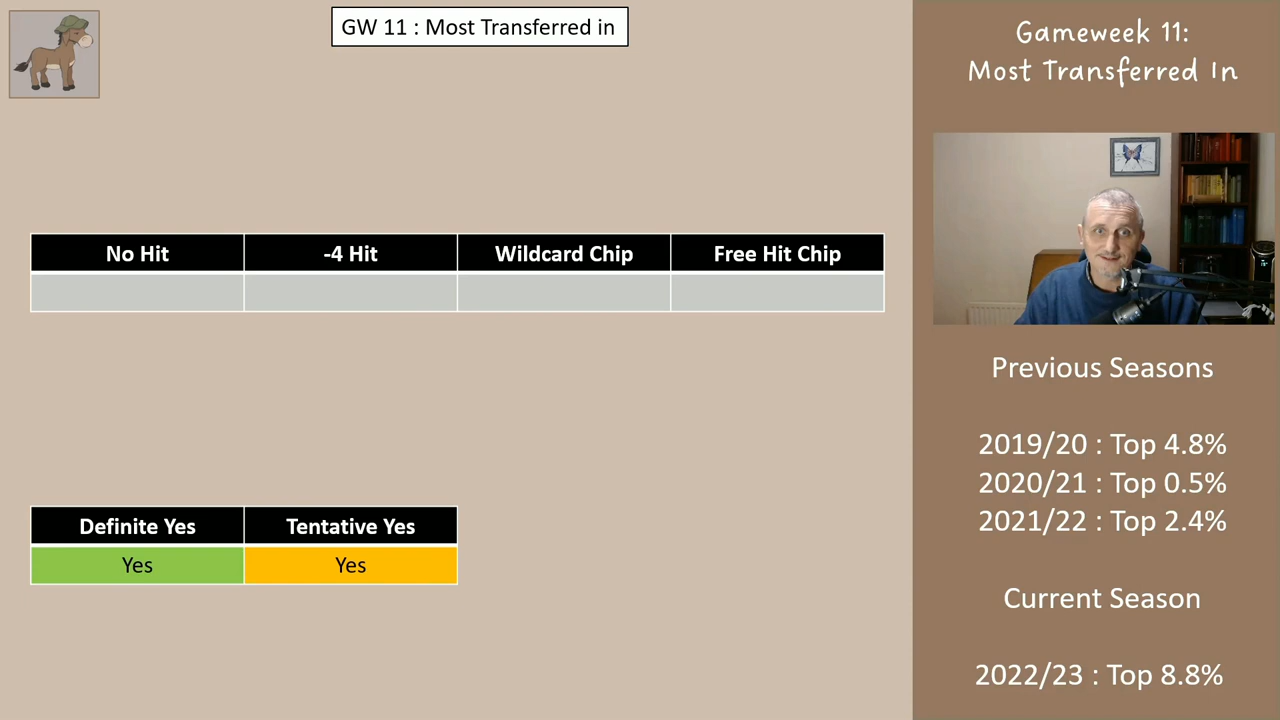 GW 11 : Most Transferred in
No Hit
-4 Hit
Wildcard Chip
Free Hit Chip
Definite Yes
Tentative Yes
Yes
Yes
Gameweek 11:
Most Transferred In
Previous Seasons
2019/20 : Top 4.8%
2020/21 : Top 0.5%
2021/22 : Top 2.4%
Current Season
2022/23 : Top 8.8%